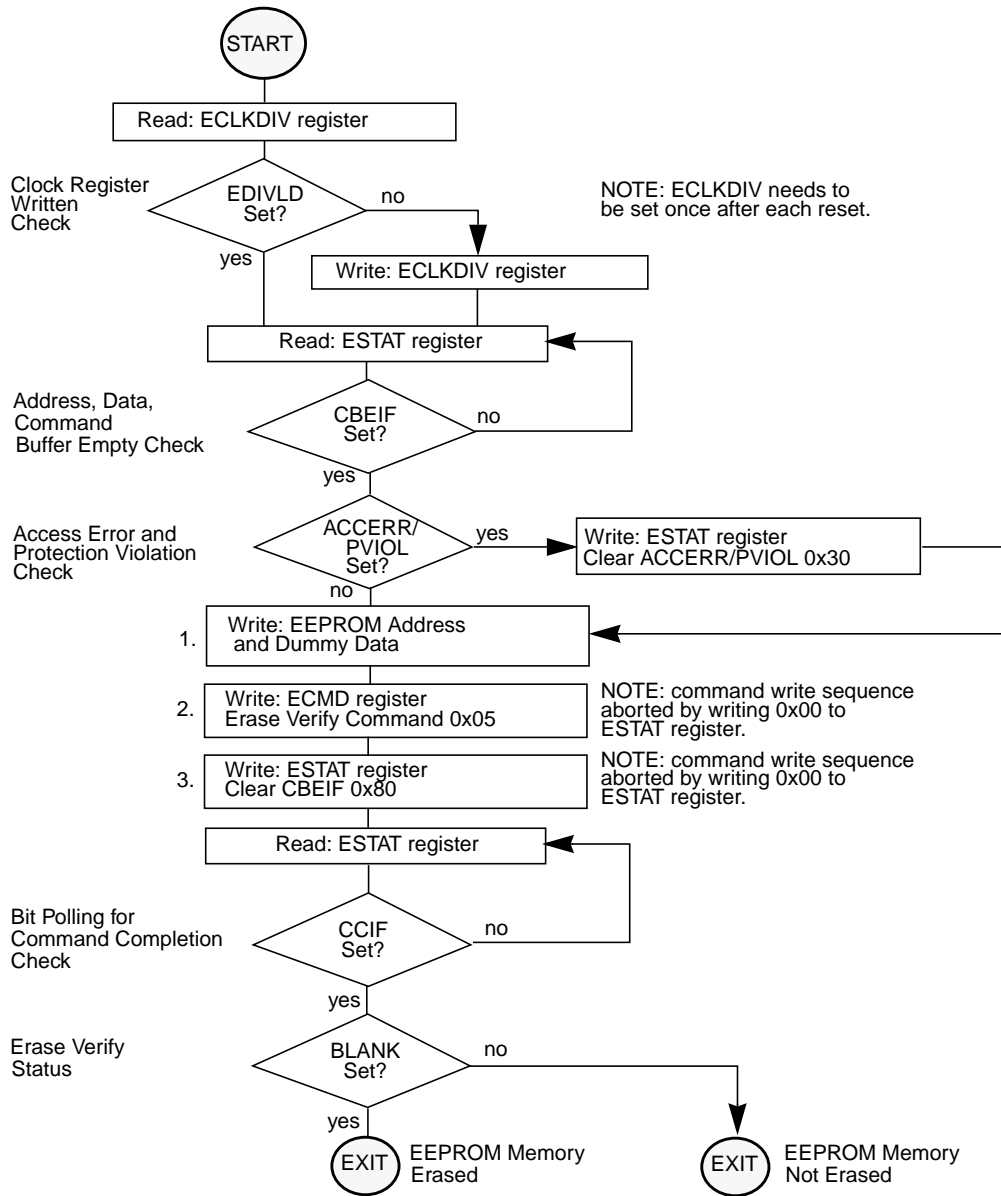 START
Read: ECLKDIV register
Clock Register
Written
Check
EDIVLD
Set?
no
yes
NOTE: ECLKDIV needs to
be set once after each reset.
Write: ECLKDIV register
Read: ESTAT register
Address, Data,
Command
Buffer Empty Check
CBEIF
Set?
no
yes
Access Error and
Protection Violation
Check
ACCERR/
PVIOL
Set?
yes
no
Write: ESTAT register
Clear ACCERR/PVIOL 0x30
1.
Write: EEPROM Address
and Dummy Data
2.
Write: ECMD register
Erase Verify Command 0x05
NOTE: command write sequence
aborted by writing 0x00 to
ESTAT register.
3.
Write: ESTAT register
Clear CBEIF 0x80
NOTE: command write sequence
aborted by writing 0x00 to
ESTAT register.
Read: ESTAT register
Bit Polling for
Command Completion
Check
CCIF
Set?
no
yes
Erase Verify
Status
BLANK
Set?
no
yes
EXIT
EEPROM Memory
Erased
EXIT
EEPROM Memory
Not Erased